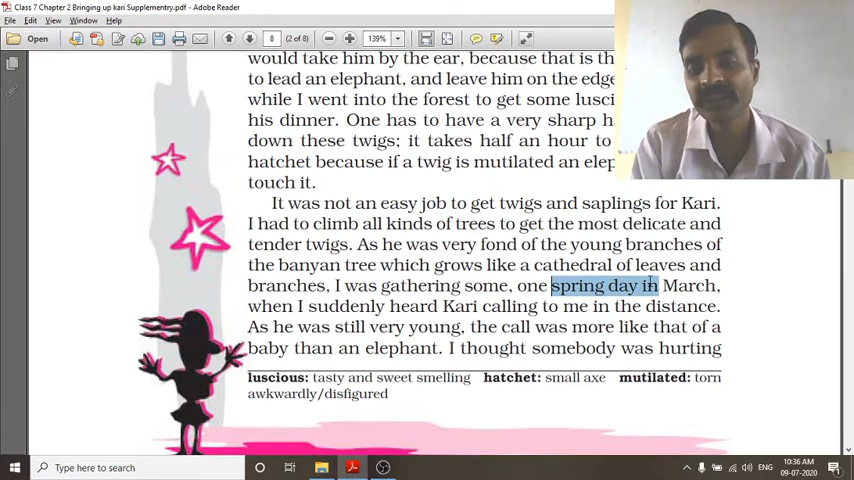 Class 7 Chapter 2 Bringing up kari Supplementry.pdf - Adobe Reader
File Edit View Window Help
Open 8 (2 of 8) 139%
would take him by the ear, because that is th
to lead an elephant, and leave him on the edge
while I went into the forest to get some lusci
his dinner. One has to have a very sharp ha
down these twigs; it takes half an hour to
hatchet because if a twig is mutilated an elep
touch it.
It was not an easy job to get twigs and saplings for Kari.
I had to climb all kinds of trees to get the most delicate and
tender twigs. As he was very fond of the young branches of
the banyan tree which grows like a cathedral of leaves and
branches, I was gathering some, one spring day in March,
when I suddenly heard Kari calling to me in the distance.
As he was still very young, the call was more like that of a
baby than an elephant. I thought somebody was hurting
luscious: tasty and sweet smelling hatchet: small axe mutilated: torn
awkwardly/disfigured
Type here to search
ENG
10:36 AM
09-07-2020